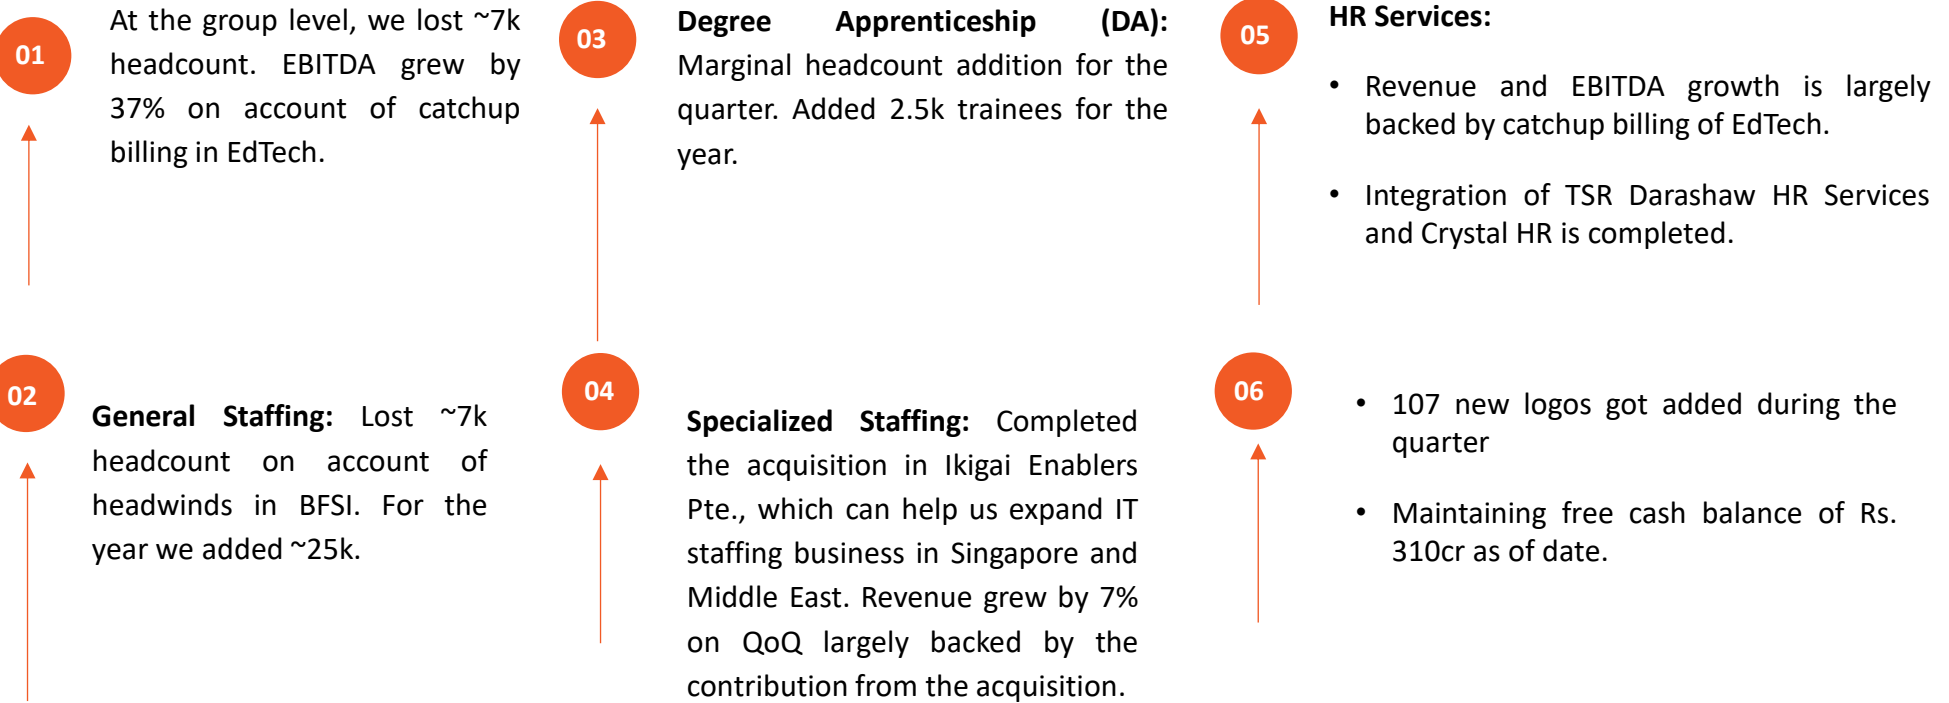 01
At the group level, we lost ~7k
headcount. EBITDA grew by
37% on account of catchup
billing in EdTech.
02
General Staffing: Lost ~7k
headcount on account of
headwinds in BFSI. For the
year we added ~25k.
03
Degree Apprenticeship (DA):
Marginal headcount addition for the
quarter. Added 2.5k trainees for the
year.
04
Specialized Staffing: Completed
the acquisition in Ikigai Enablers
Pte., which can help us expand IT
staffing business in Singapore and
Middle East. Revenue grew by 7%
on QoQ largely backed by the
contribution from the acquisition.
05
HR Services:
• Revenue and EBITDA growth is largely
backed by catchup billing of EdTech.
• Integration of TSR Darashaw HR Services
and Crystal HR is completed.
06
• 107 new logos got added during the
quarter
• Maintaining free cash balance of Rs.
310cr as of date.